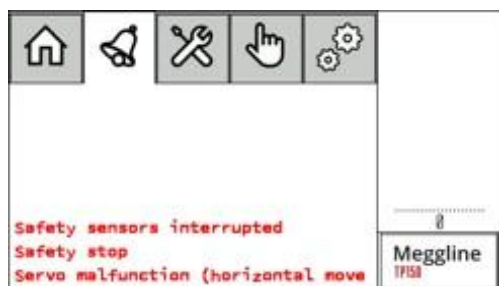 Safety sensors interrupted
Safety stop
Servo malfunction (horizontal move
0
Meggline
TP150